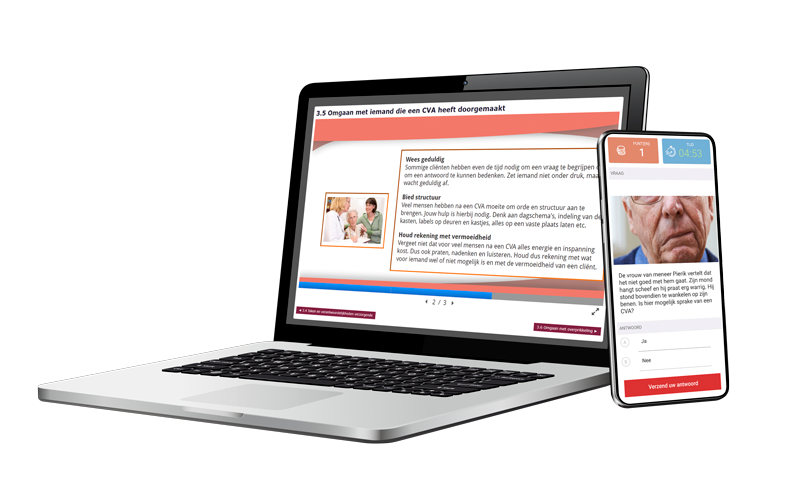 3.5 Omgaan met iemand die een CVA heeft doorgemaakt
Wees geduldig
Sommige cliënten hebben even de tijd nodig om een vraag te begrijpen
om een antwoord te kunnen bedenken. Zet iemand niet onder druk, maa
wacht geduldig af.
Bied structuur
Veel mensen hebben na een CVA moeite om orde en structuur aan te
brengen. Jouw hulp is hierbij nodig. Denk aan dagschema's, indeling van de
kasten, labels op deuren en kastjes, alles op een vaste plaats laten etc.
Houd rekening met vermoeidheid
Vergeet niet dat voor veel mensen na een CVA alles energie en inspanning
kost. Dus ook praten, nadenken en luisteren. Houd dus rekening met wat
voor iemand wel of niet mogelijk is en met de vermoeidheid van een cliënt.
2 / 3
3.4 Taken en verantwoordelijkheden verzorgende
3.6 Omgaan met overprikkeling
PUNT(EN)
1
TIJD
04:53
VRAAG
De vrouw van meneer Pierik vertelt dat
het niet goed met hem gaat. Zijn mond
hangt scheef en hij praat erg warrig. Hij
stond bovendien te wankelen op zijn
benen. Is hier mogelijk sprake van een
CVA?
ANTWOORD
A Ja
B Nee
Verzend uw antwoord